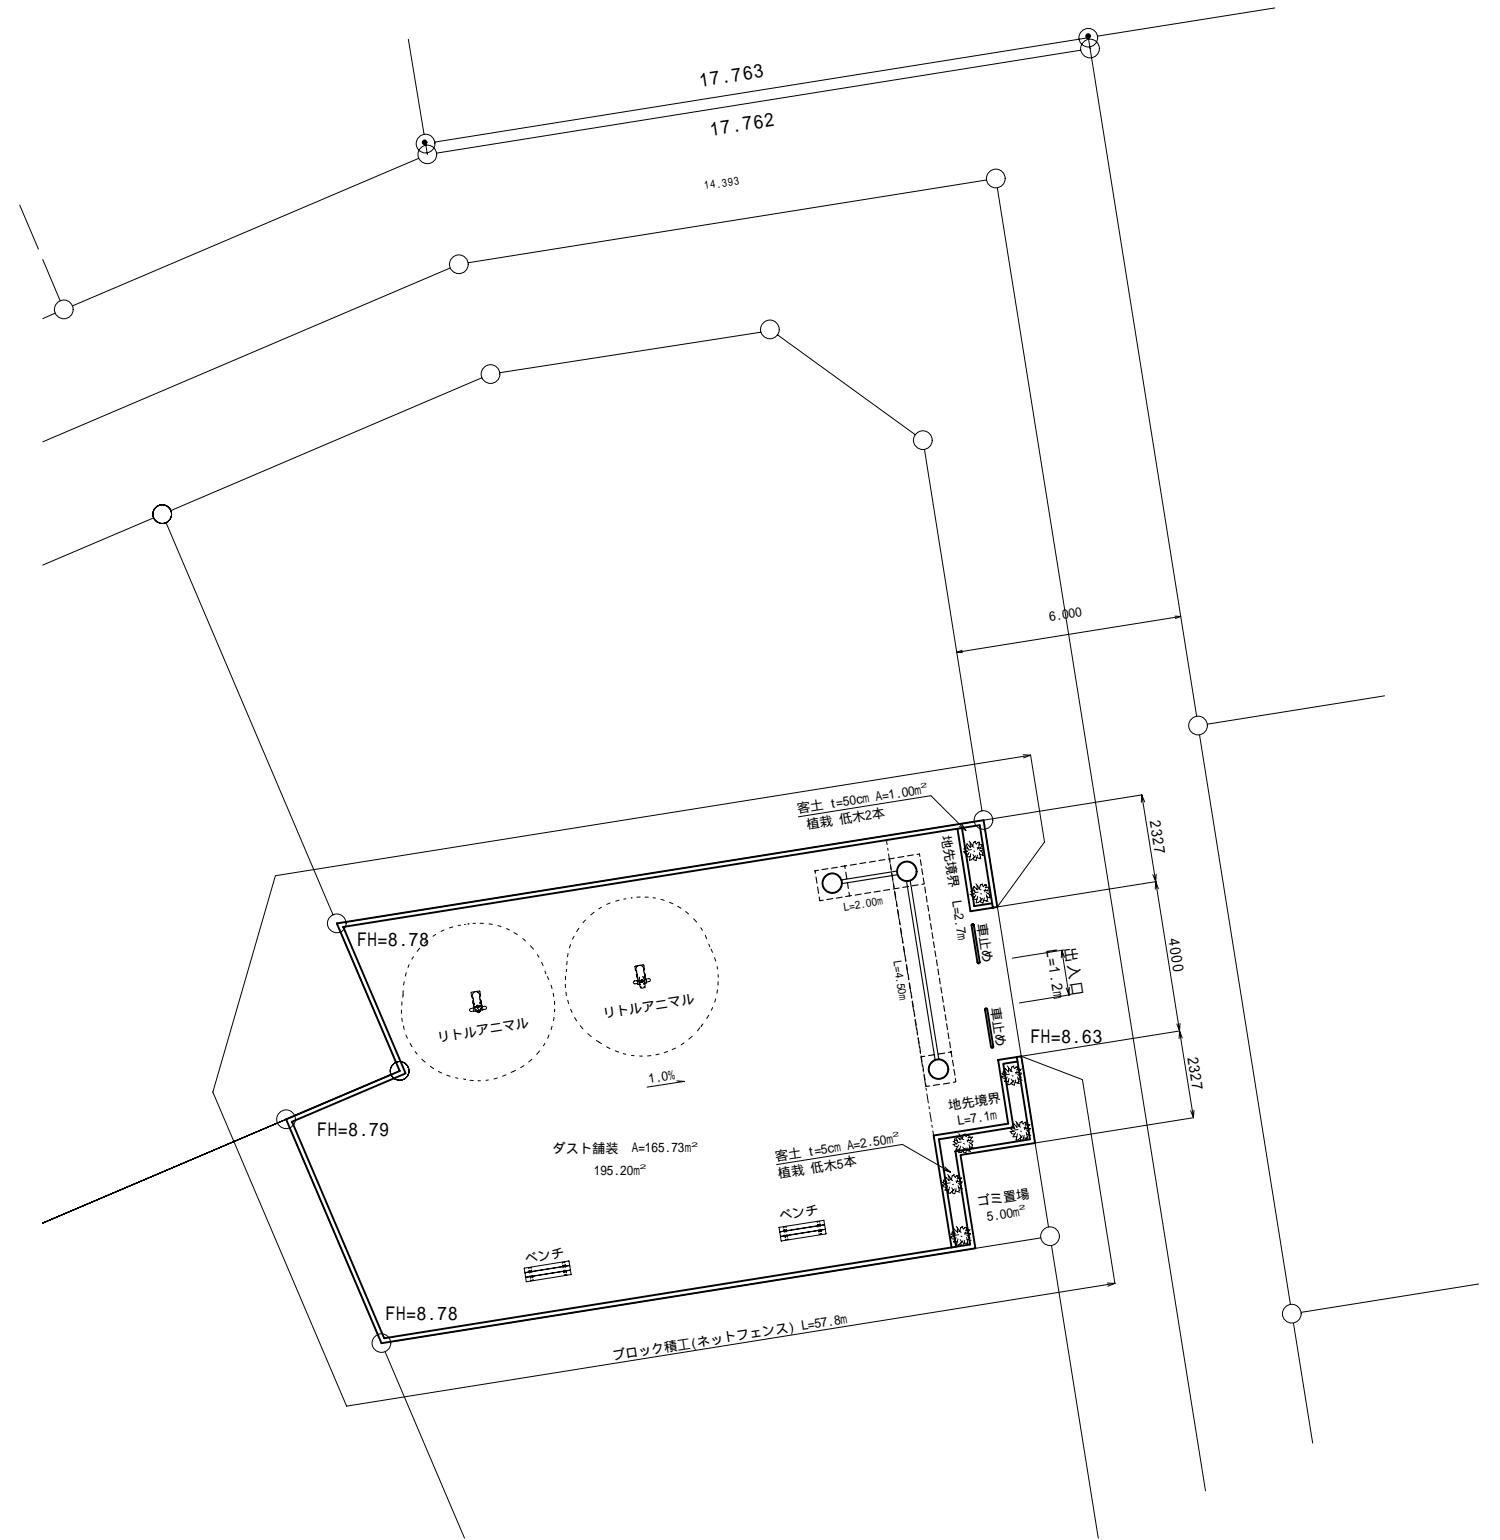 17.763
17.762
14.393
6.000
客土 t=50cm A=1.00m²
植栽 低木2本
2327
地先境界 L=2.7m
L=2.00m
FH=8.78
車止め
4000
出入口
L=1.2m
L=4.50m
リトルアニマル
リトルアニマル
車止め
FH=8.63
1.0%
2327
地先境界
L=7.1m
FH=8.79
ダスト舗装 A=165.73m²
195.20m²
客土 t=5cm A=2.50m²
植栽 低木5本
ゴミ置場
5.00m²
ベンチ
ベンチ
FH=8.78
ブロック積工(ネットフェンス) L=57.8m